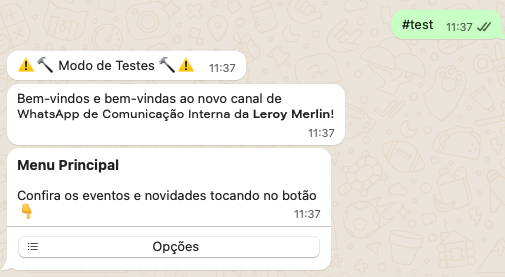 #test 11:37
⚠️🔨 Modo de Testes 🔨⚠️ 11:37
Bem-vindos e bem-vindas ao novo canal de
WhatsApp de Comunicação Interna da Leroy Merlin!
11:37
Menu Principal
Confira os eventos e novidades tocando no botão
👇 11:37
Opções